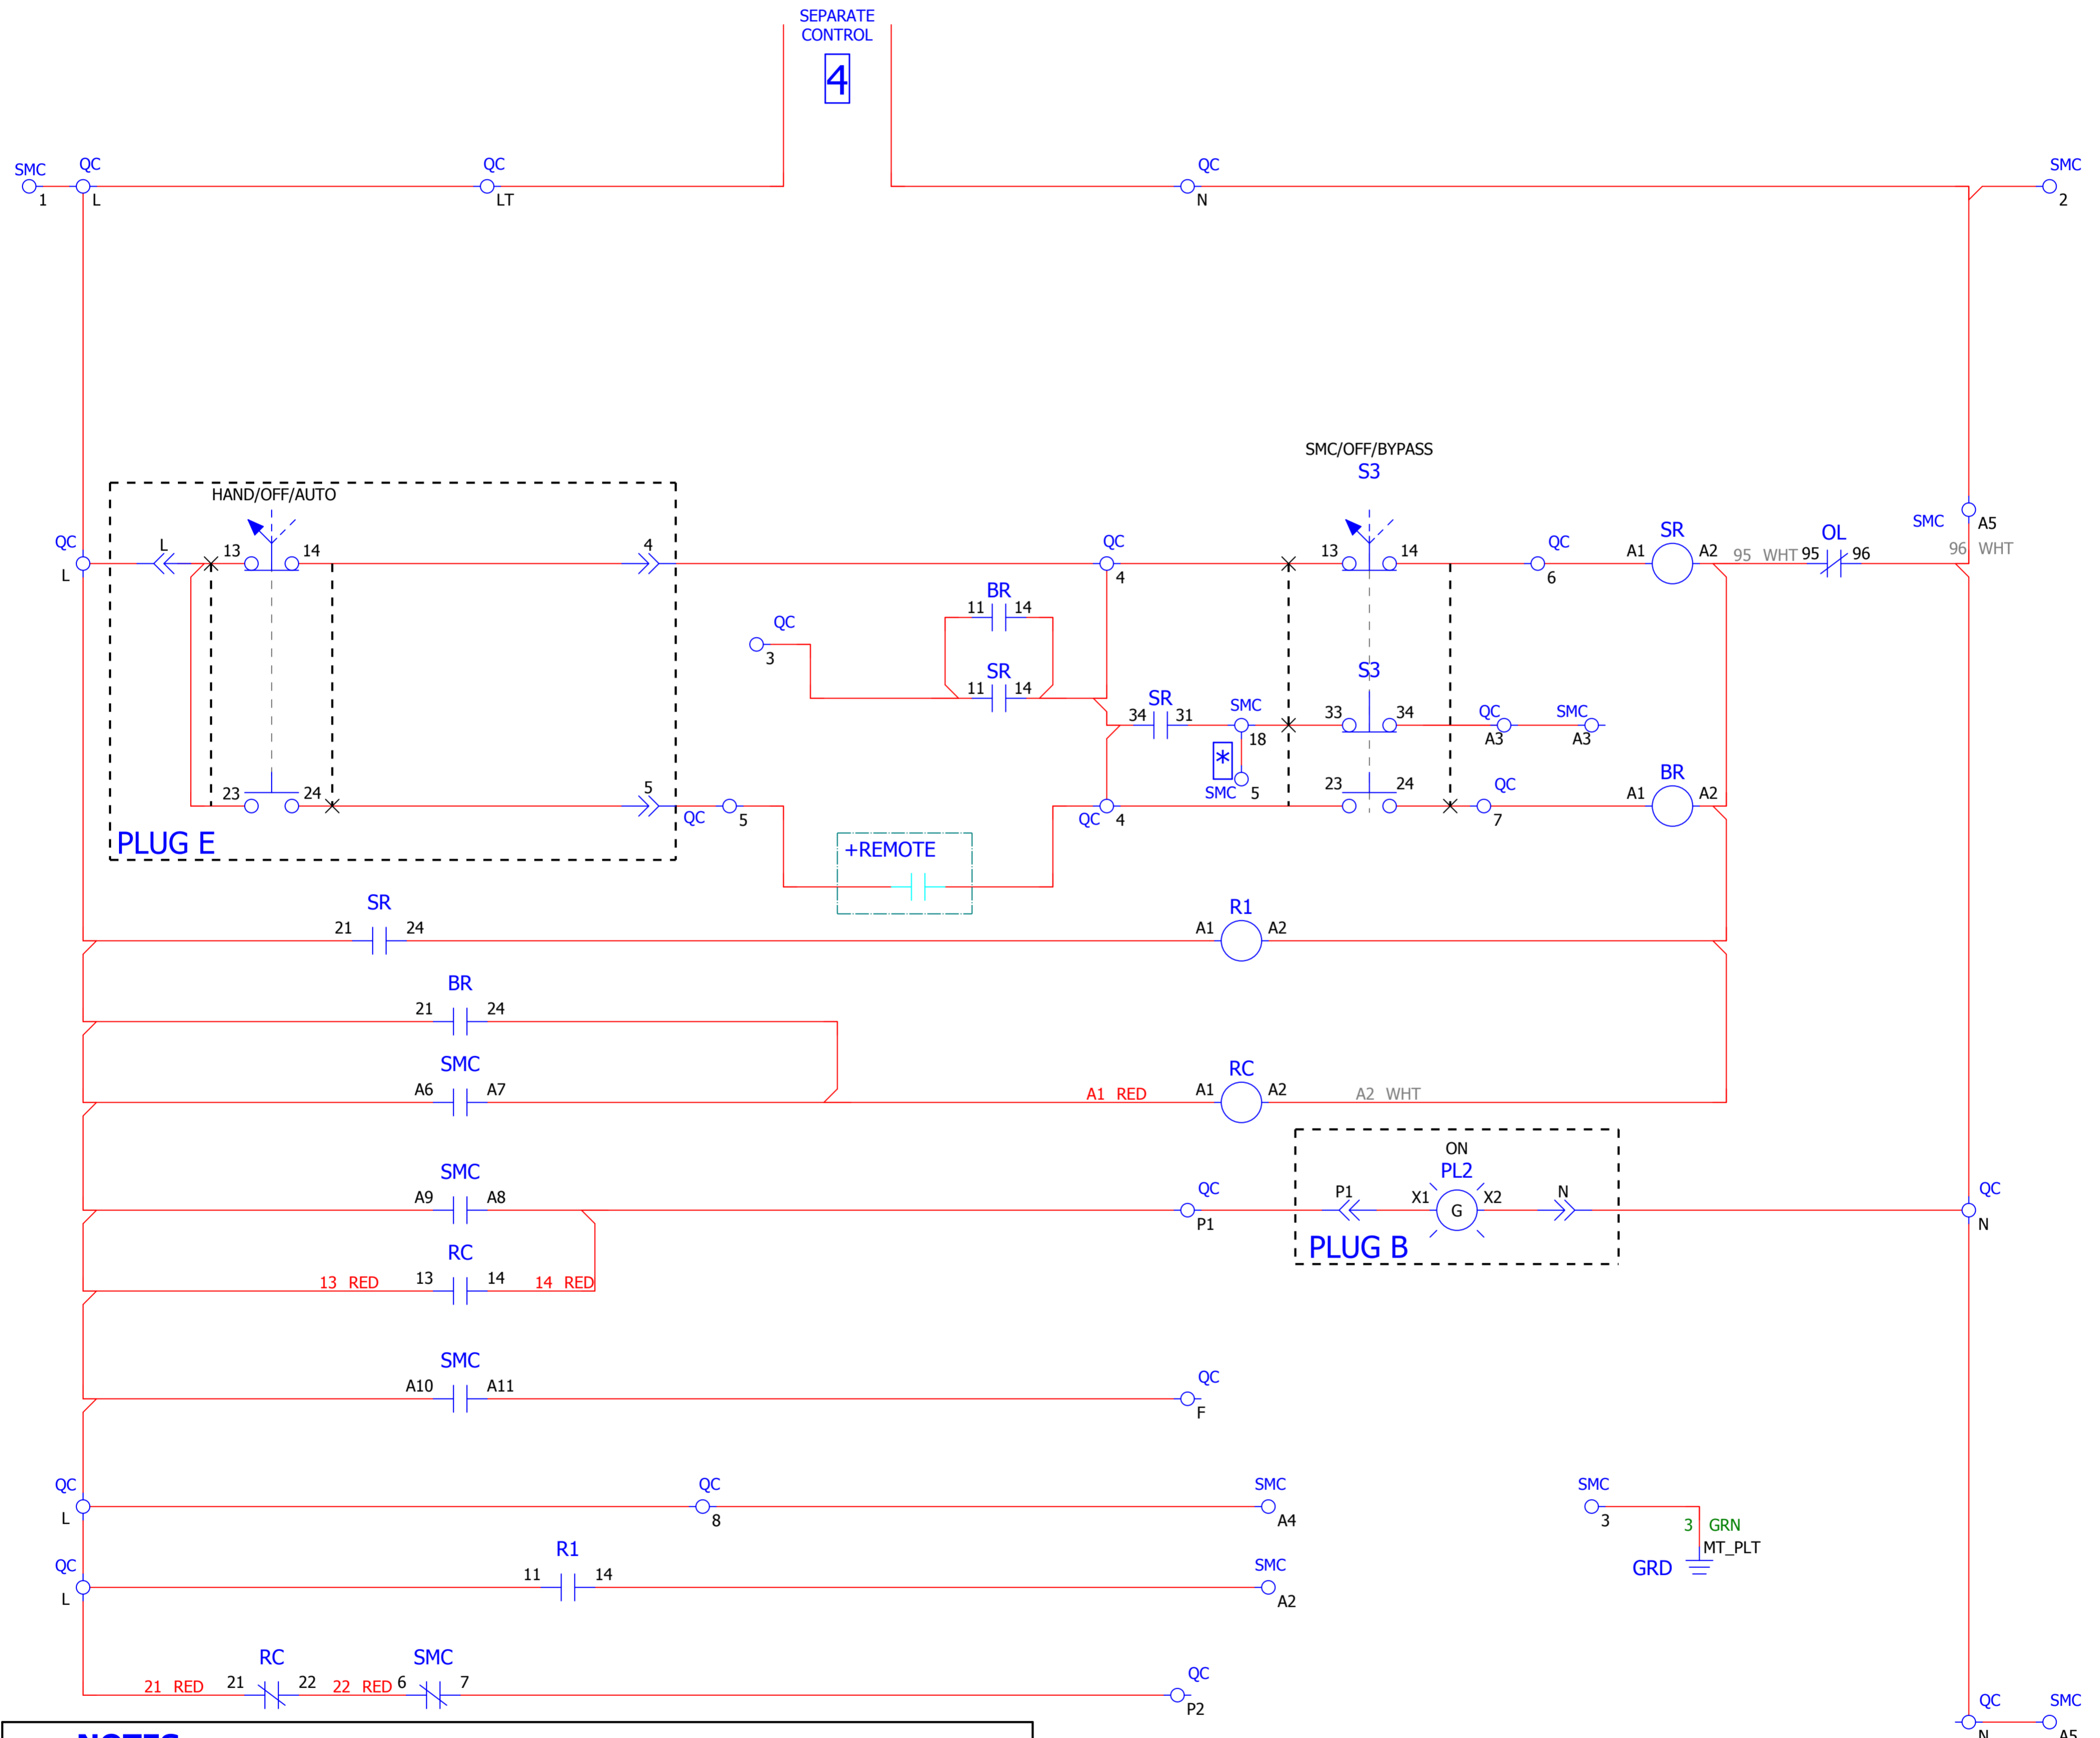 SEPARATE
CONTROL
4
SMC
1
QC
L
QC
LT
QC
N
SMC
2
SMC/OFF/BYPASS
S3
HAND/OFF/AUTO
QC
L
L
13
14
4
QC
4
13
14
QC
6
SR
A1
A2
95 WHT
95
OL
96
SMC
A5
96 WHT
BR
11
14
QC
3
SR
11
14
SR
34
31
SMC
18
*
SMC
5
S3
33
34
QC
A3
SMC
A3
23
24
5
QC
5
QC
4
23
24
QC
7
BR
A1
A2
PLUG E
+REMOTE
SR
21
24
R1
A1
A2
BR
21
24
SMC
A6
A7
A1 RED
RC
A1
A2
A2 WHT
SMC
A9
A8
QC
P1
ON
PL2
P1
X1
G
X2
N
PLUG B
QC
N
RC
13 RED
13
14
14 RED
SMC
A10
A11
QC
F
QC
L
QC
8
SMC
A4
SMC
3
3 GRN
MT_PLT
GRD
QC
L
R1
11
14
SMC
A2
RC
21 RED
21
22
22 RED
SMC
6
7
QC
P2
QC
N
SMC
A5
NOTES